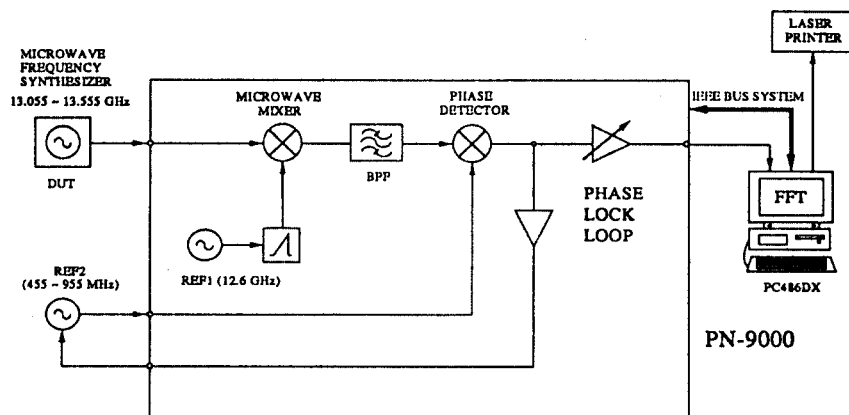 LASER
PRINTER
MICROWAVE
FREQUENCY
SYNTHESIZER
13.055 ~ 13.555 GHz
DUT
MICROWAVE
MIXER
BPF
PHASE
DETECTOR
IEEE BUS SYSTEM
PHASE
LOCK
LOOP
FFT
PC486DX
REF1 (12.6 GHz)
REF2
(455 ~ 955 MHz)
PN-9000